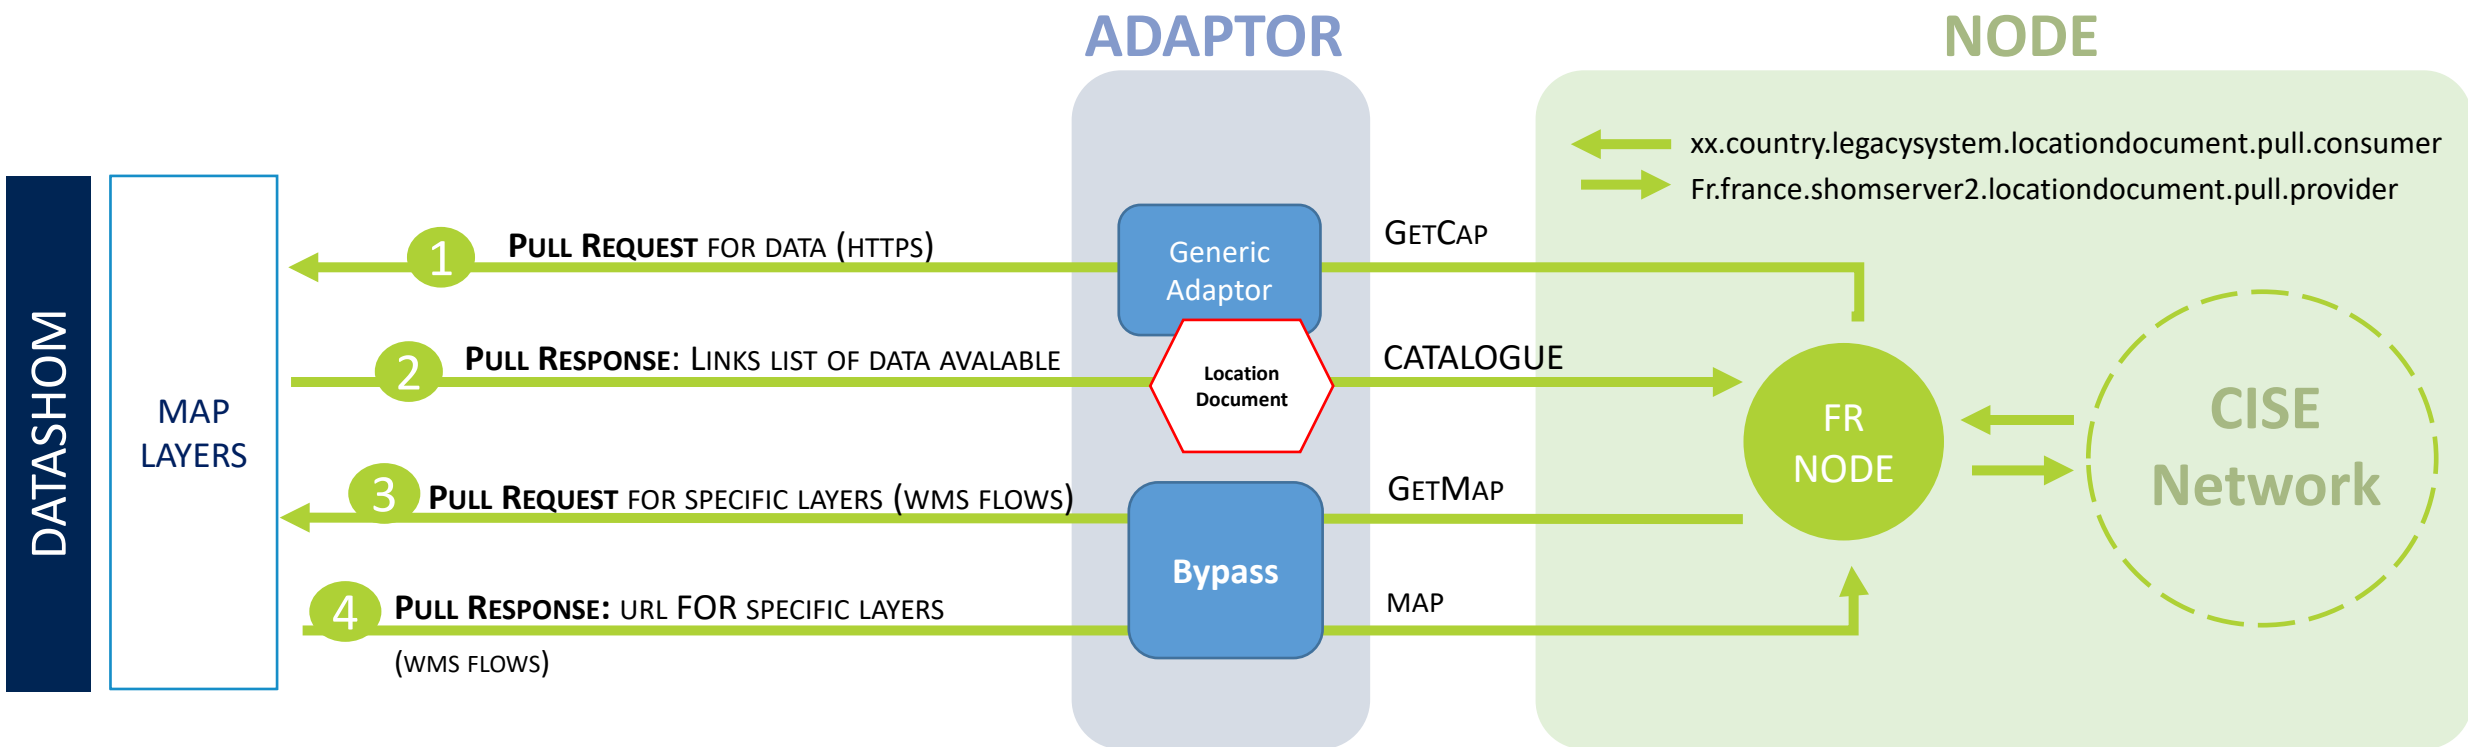 ADAPTOR
NODE
xx.country.legacysystem.locationdocument.pull.consumer
Fr.france.shomserver2.locationdocument.pull.provider
DATASHOM
MAP
LAYERS
1
PULL REQUEST FOR DATA (HTTPS)
Generic
Adaptor
GETCAP
2
PULL RESPONSE: LINKS LIST OF DATA AVALABLE
Location
Document
CATALOGUE
3
PULL REQUEST FOR SPECIFIC LAYERS (WMS FLOWS)
GETMAP
Bypass
4
PULL RESPONSE: URL FOR SPECIFIC LAYERS
(WMS FLOWS)
MAP
FR
NODE
CISE
Network